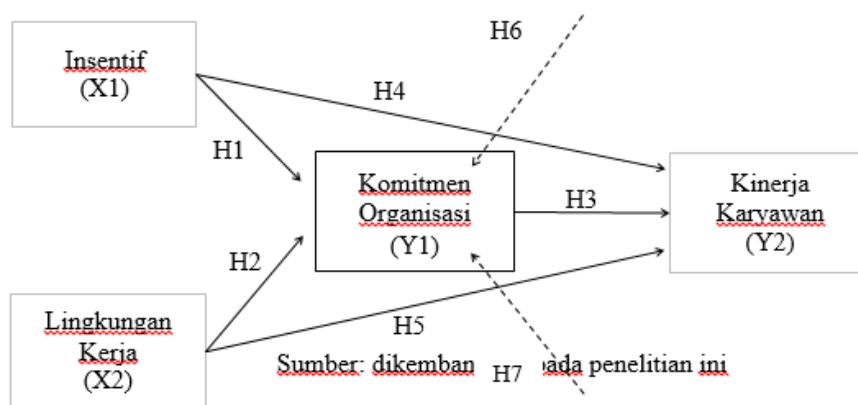 H6
Insentif
(X1)
H4
H1
Komitmen
Organisasi
(Y1)
H3
Kinerja
Karyawan
(Y2)
H2
Lingkungan
Kerja
(X2)
H5
Sumber: dikemban pada penelitian ini
H7